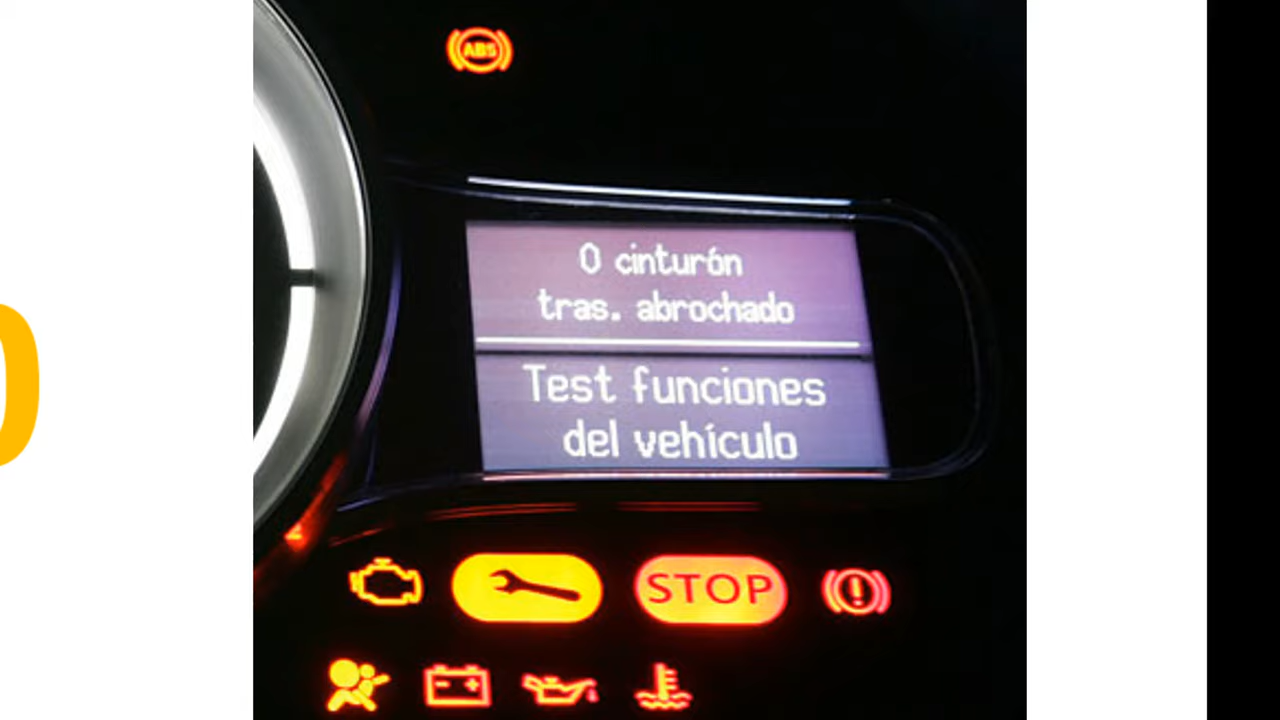 ABS
0 cinturón
tras. abrochado
Test funciones
del vehículo
STOP